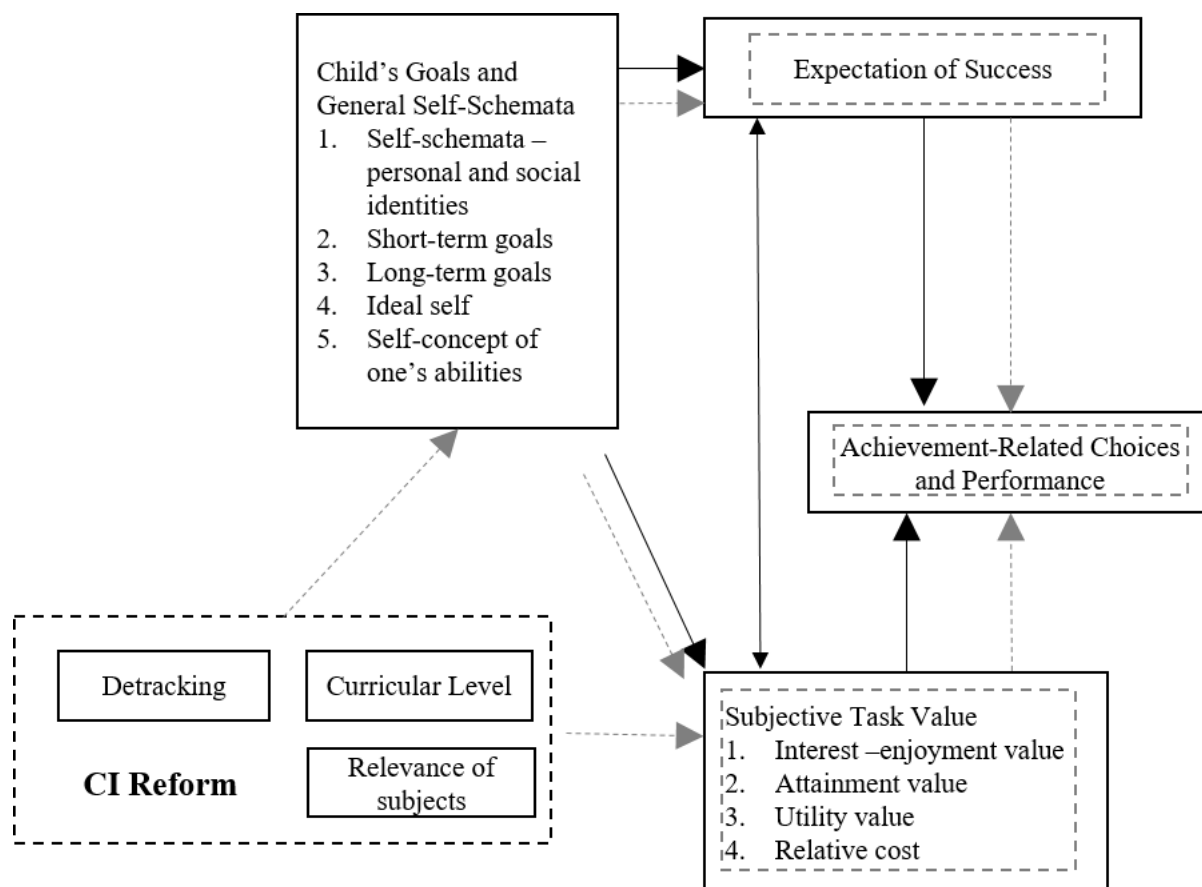 Child’s Goals and
General Self-Schemata
1. Self-schemata –
personal and social
identities
2. Short-term goals
3. Long-term goals
4. Ideal self
5. Self-concept of
one’s abilities
Expectation of Success
Achievement-Related Choices
and Performance
Detracking
Curricular Level
CI Reform
Relevance of
subjects
Subjective Task Value
1. Interest –enjoyment value
2. Attainment value
3. Utility value
4. Relative cost